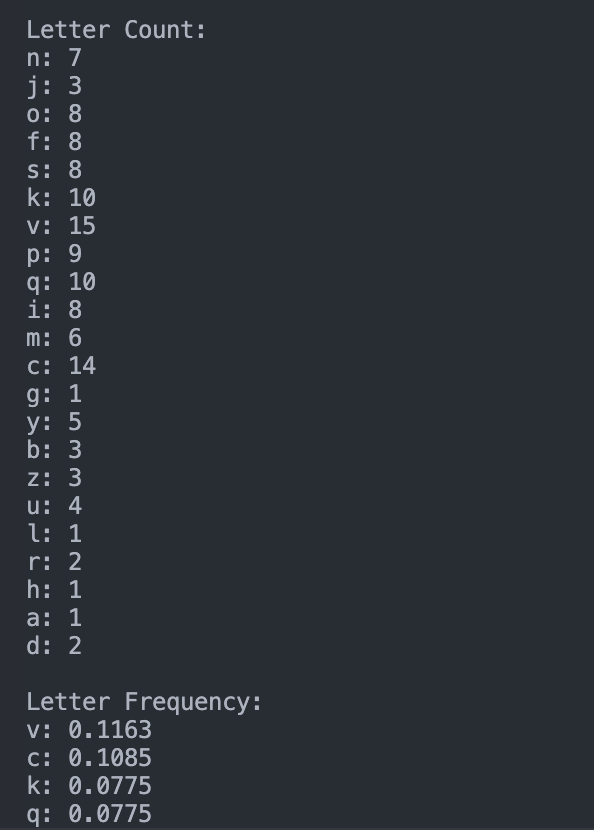 Letter Count:
n: 7
j: 3
o: 8
f: 8
s: 8
k: 10
v: 15
p: 9
q: 10
i: 8
m: 6
c: 14
g: 1
y: 5
b: 3
z: 3
u: 4
l: 1
r: 2
h: 1
a: 1
d: 2
Letter Frequency:
v: 0.1163
c: 0.1085
k: 0.0775
q: 0.0775